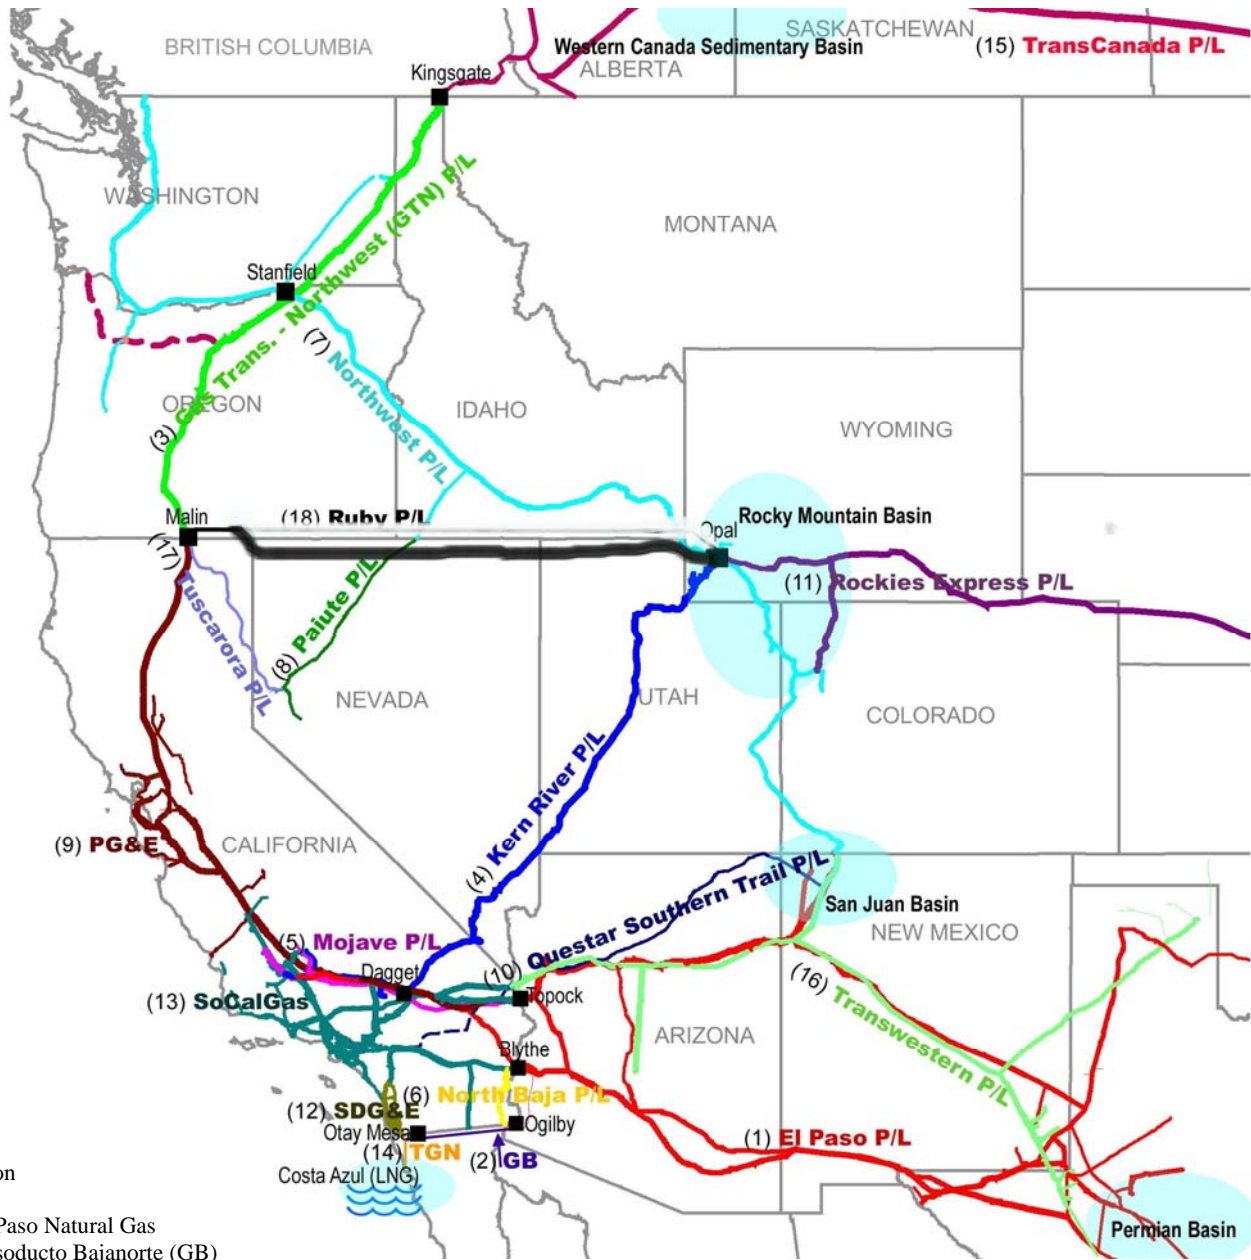 BRITISH COLUMBIA
Western Canada Sedimentary Basin
SASKATCHEWAN
(15) TransCanada P/L
ALBERTA
Kingsgate
WASHINGTON
MONTANA
Stanfield
(3) Gas Trans. - Northwest (GTN) P/L
(7) Northwest P/L
OREGON
IDAHO
WYOMING
Malin
(18) Ruby P/L
Opal
Rocky Mountain Basin
(17) Tuscarora P/L
(8) Paiute P/L
(11) Rockies Express P/L
NEVADA
UTAH
COLORADO
(4) Kern River P/L
(9) PG&E
CALIFORNIA
Questar Southern Trail P/L
(10)
San Juan Basin
NEW MEXICO
(5) Mojave P/L
Dagget
(13) SoCalGas
Topock
(16) Transwestern P/L
ARIZONA
Blythe
(6) North Baja P/L
(12) SDG&E
Otay Mesa
Ogilby
(14) TGN
(2) GB
(1) El Paso P/L
Costa Azul (LNG)
Permian Basin
on
Paso Natural Gas
soducto Bajanorte (GB)